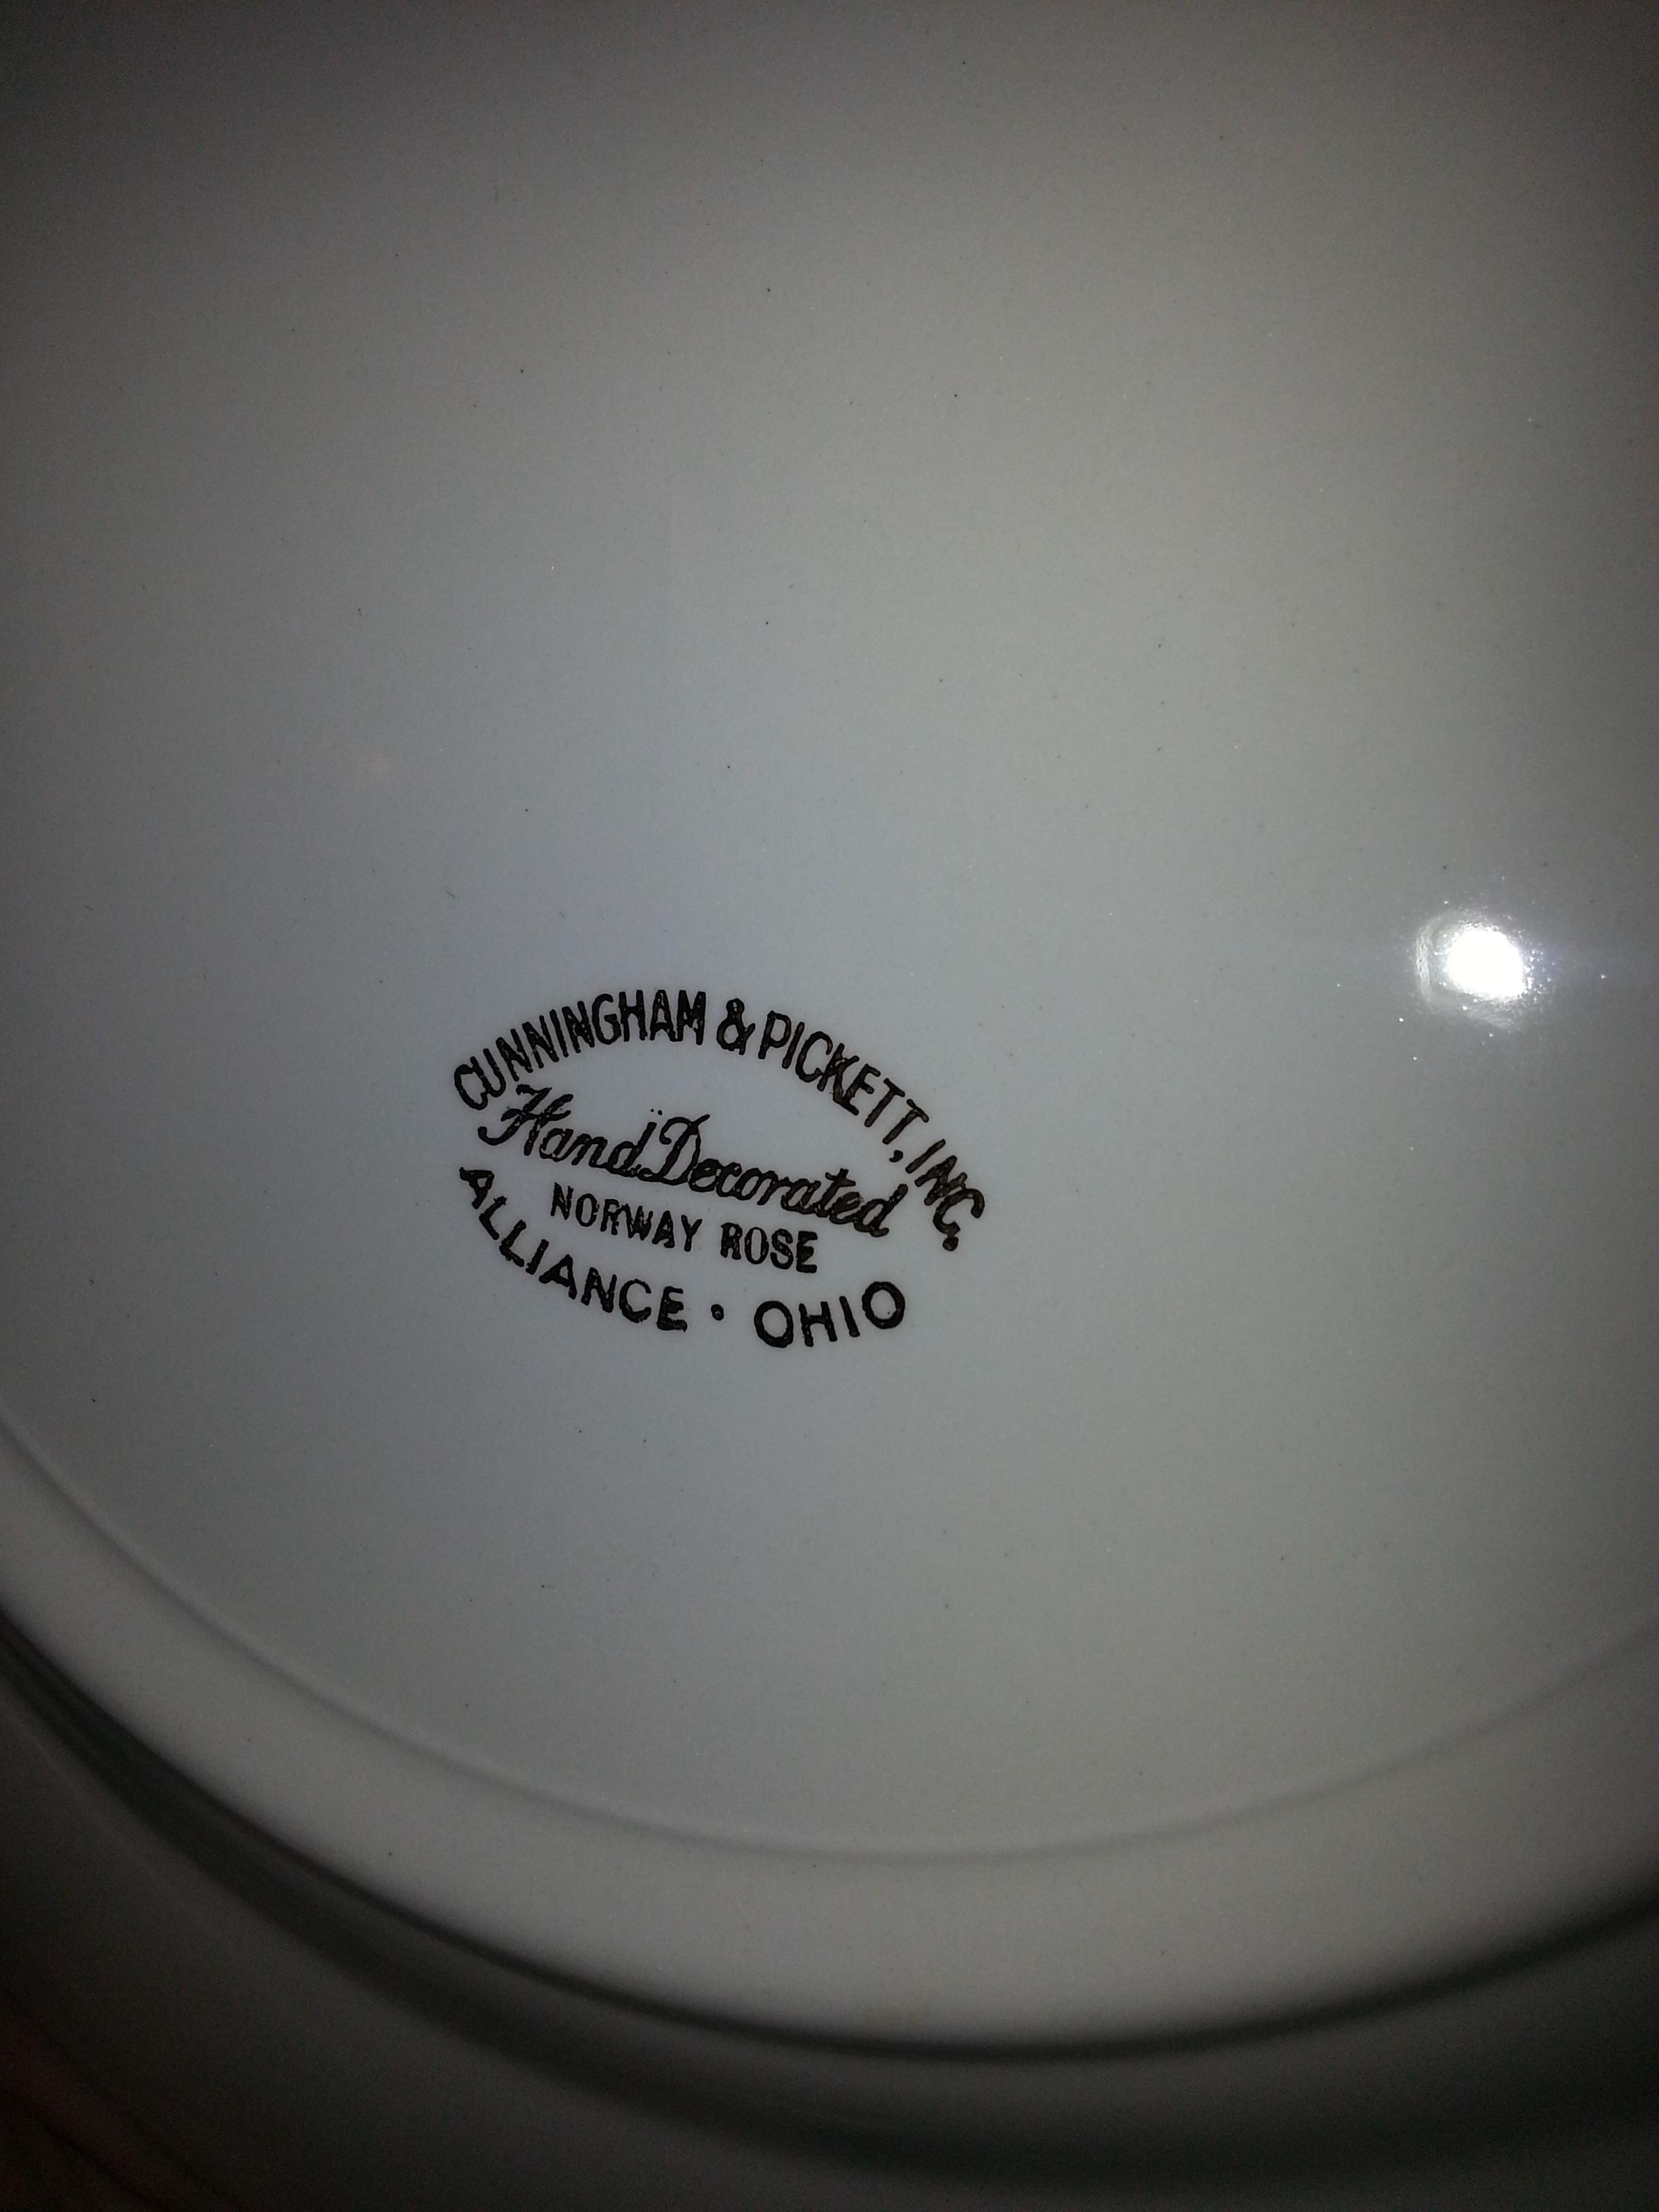 CUNNINGHAM & PICKETT, INC.
Hand Decorated
NORWAY ROSE
ALLIANCE • OHIO